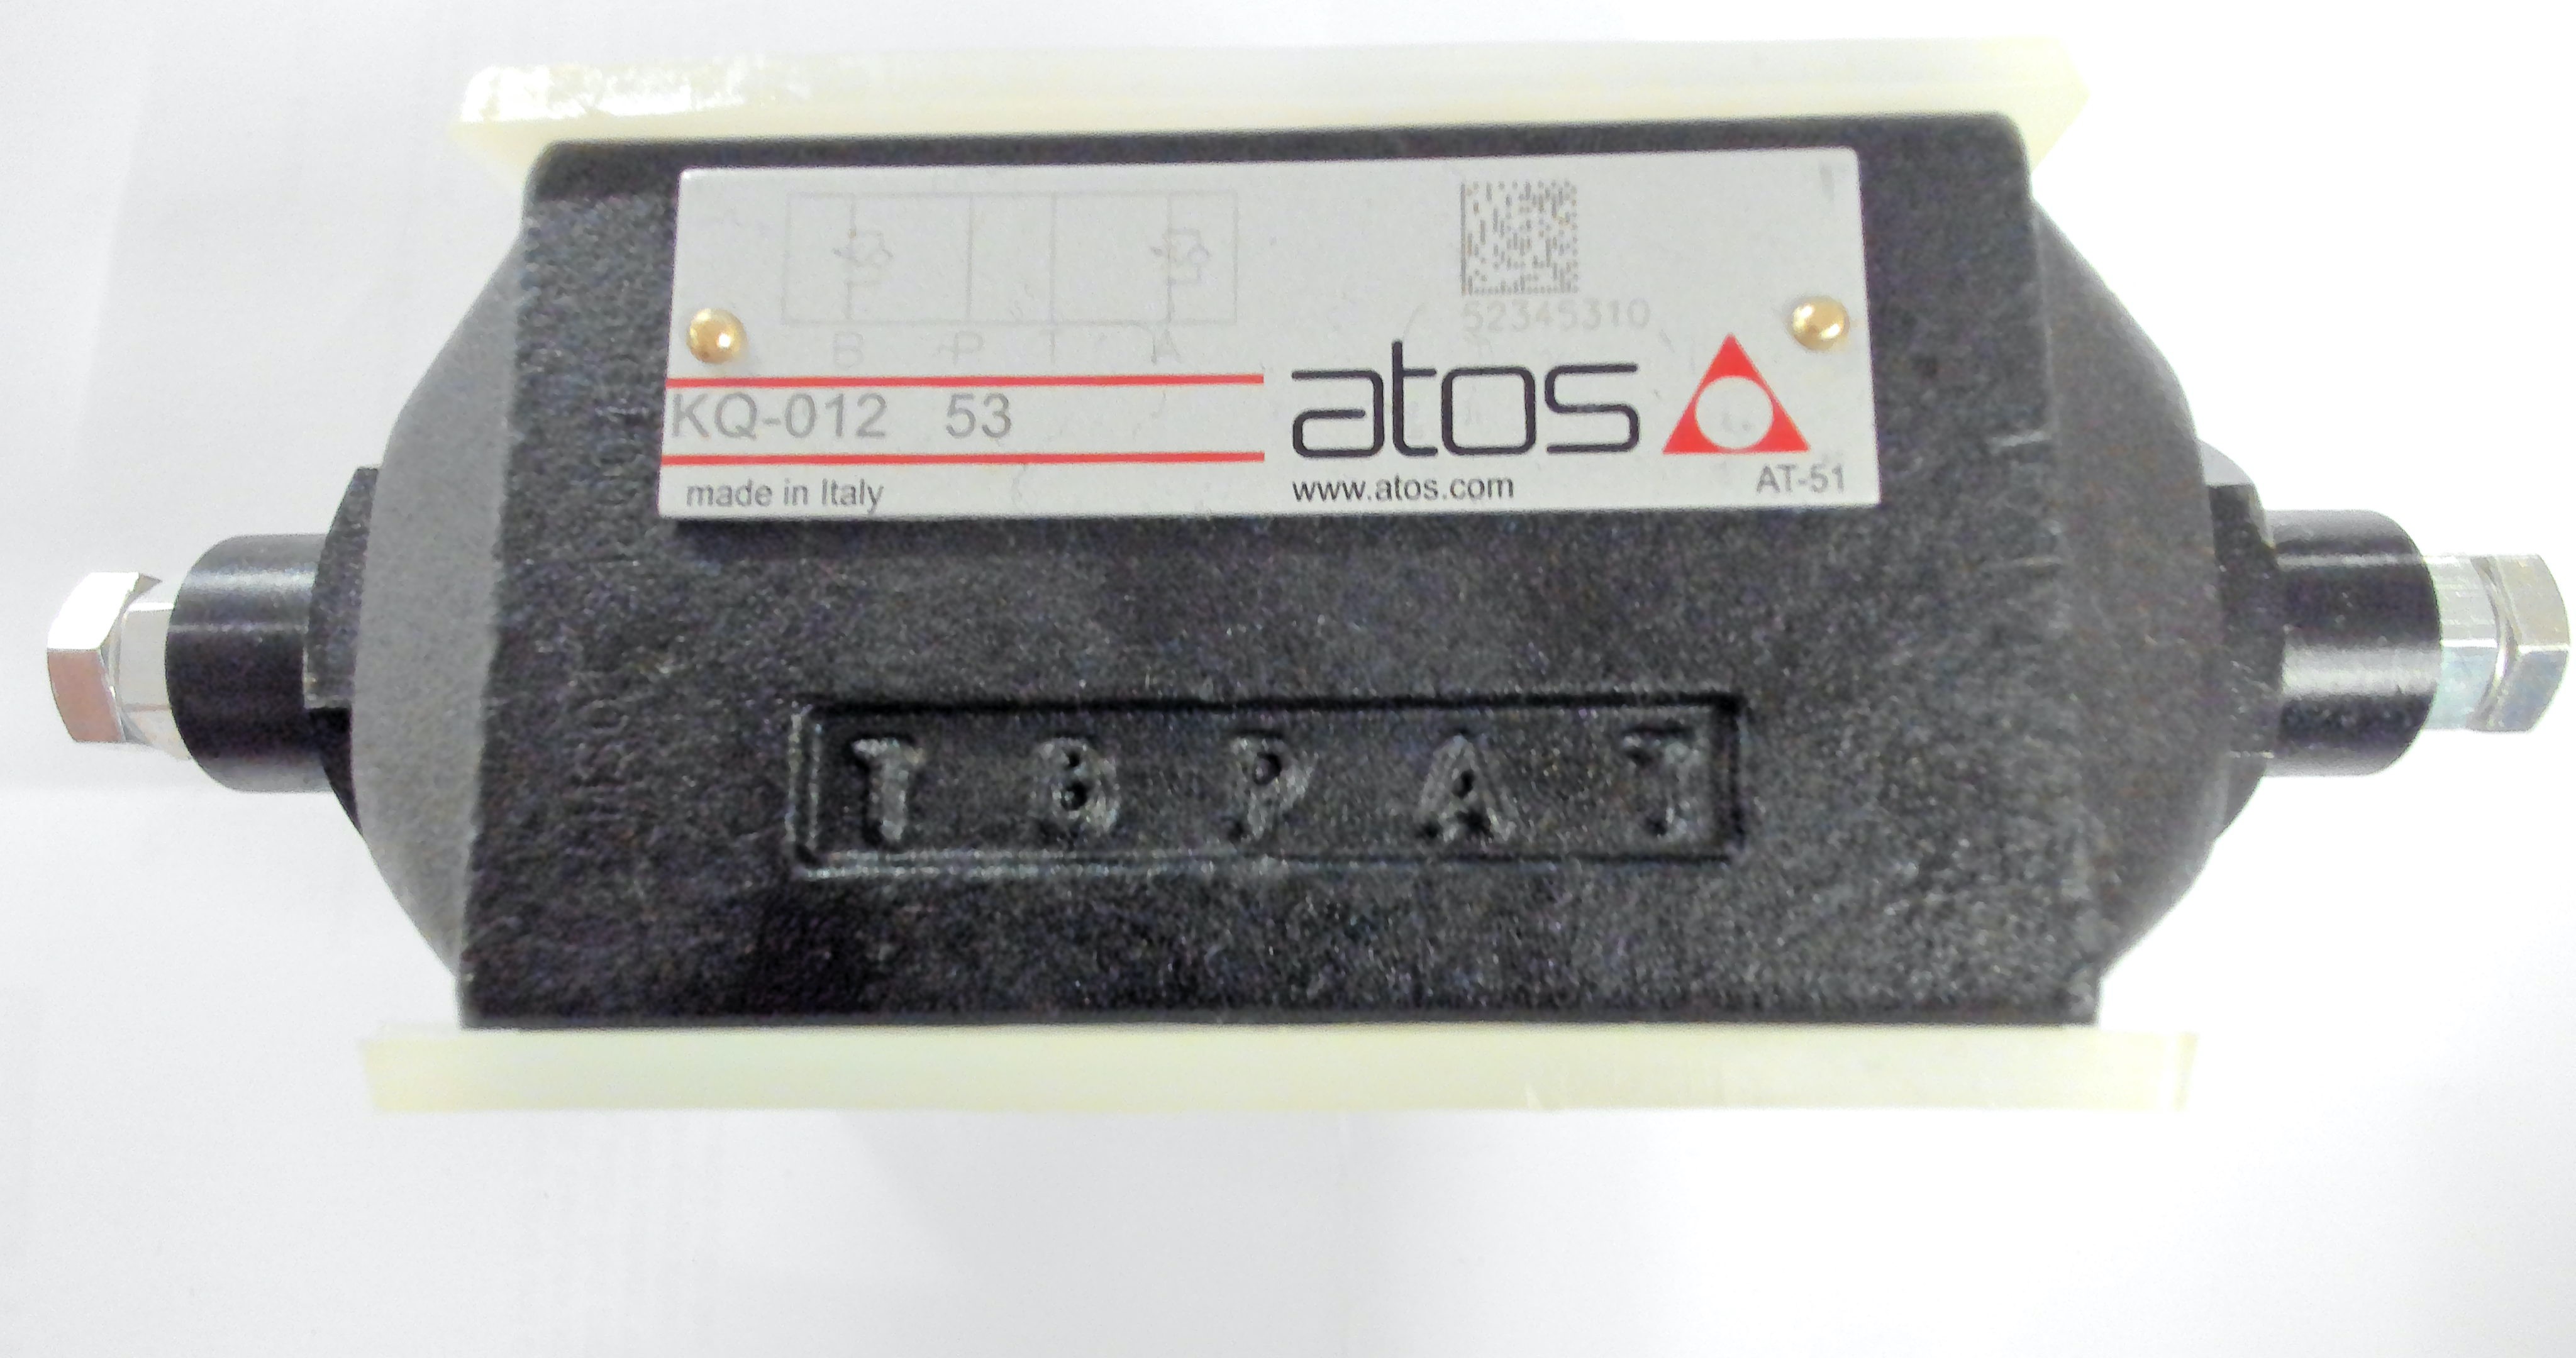 52345310
B P T A
KQ-012 53
atos
made in Italy
www.atos.com
AT-51
T B P A T